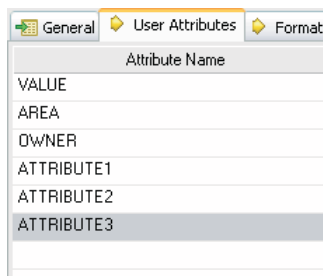 General User Attributes Format
Attribute Name
VALUE
AREA
OWNER
ATTRIBUTE1
ATTRIBUTE2
ATTRIBUTE3